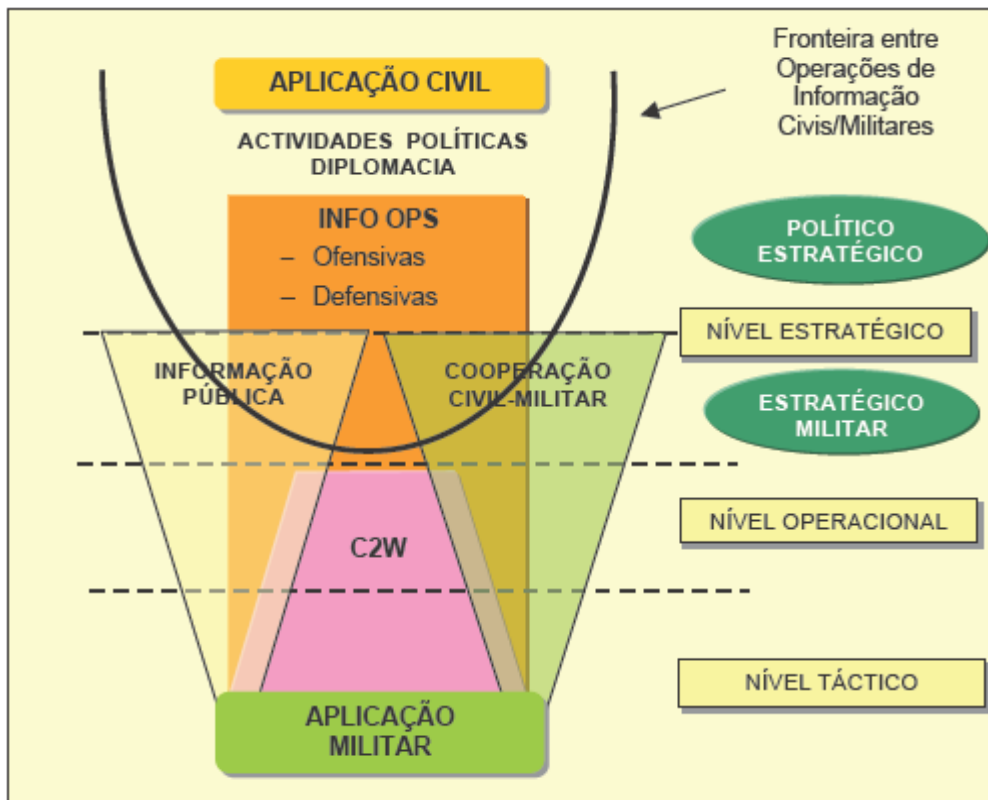 Fronteira entre
Operações de
Informação
Civis/Militares
APLICAÇÃO CIVIL
ACTIVIDADES POLÍTICAS
DIPLOMACIA
INFO OPS
– Ofensivas
– Defensivas
POLÍTICO
ESTRATÉGICO
NÍVEL ESTRATÉGICO
INFORMAÇÃO
PÚBLICA
COOPERAÇÃO
CIVIL-MILITAR
ESTRATÉGICO
MILITAR
NÍVEL OPERACIONAL
C2W
NÍVEL TÁCTICO
APLICAÇÃO
MILITAR